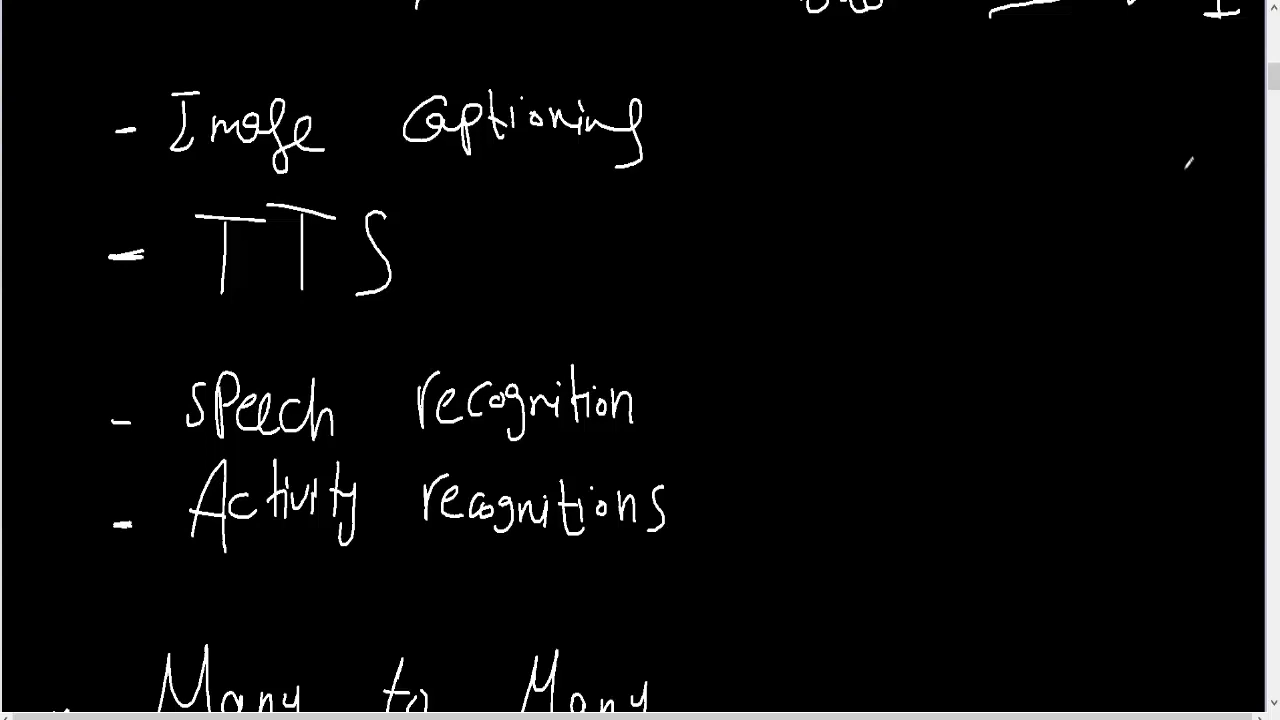 - Image Captioning
- TTS
- Speech recognition
- Activity recognitions
Many to Many